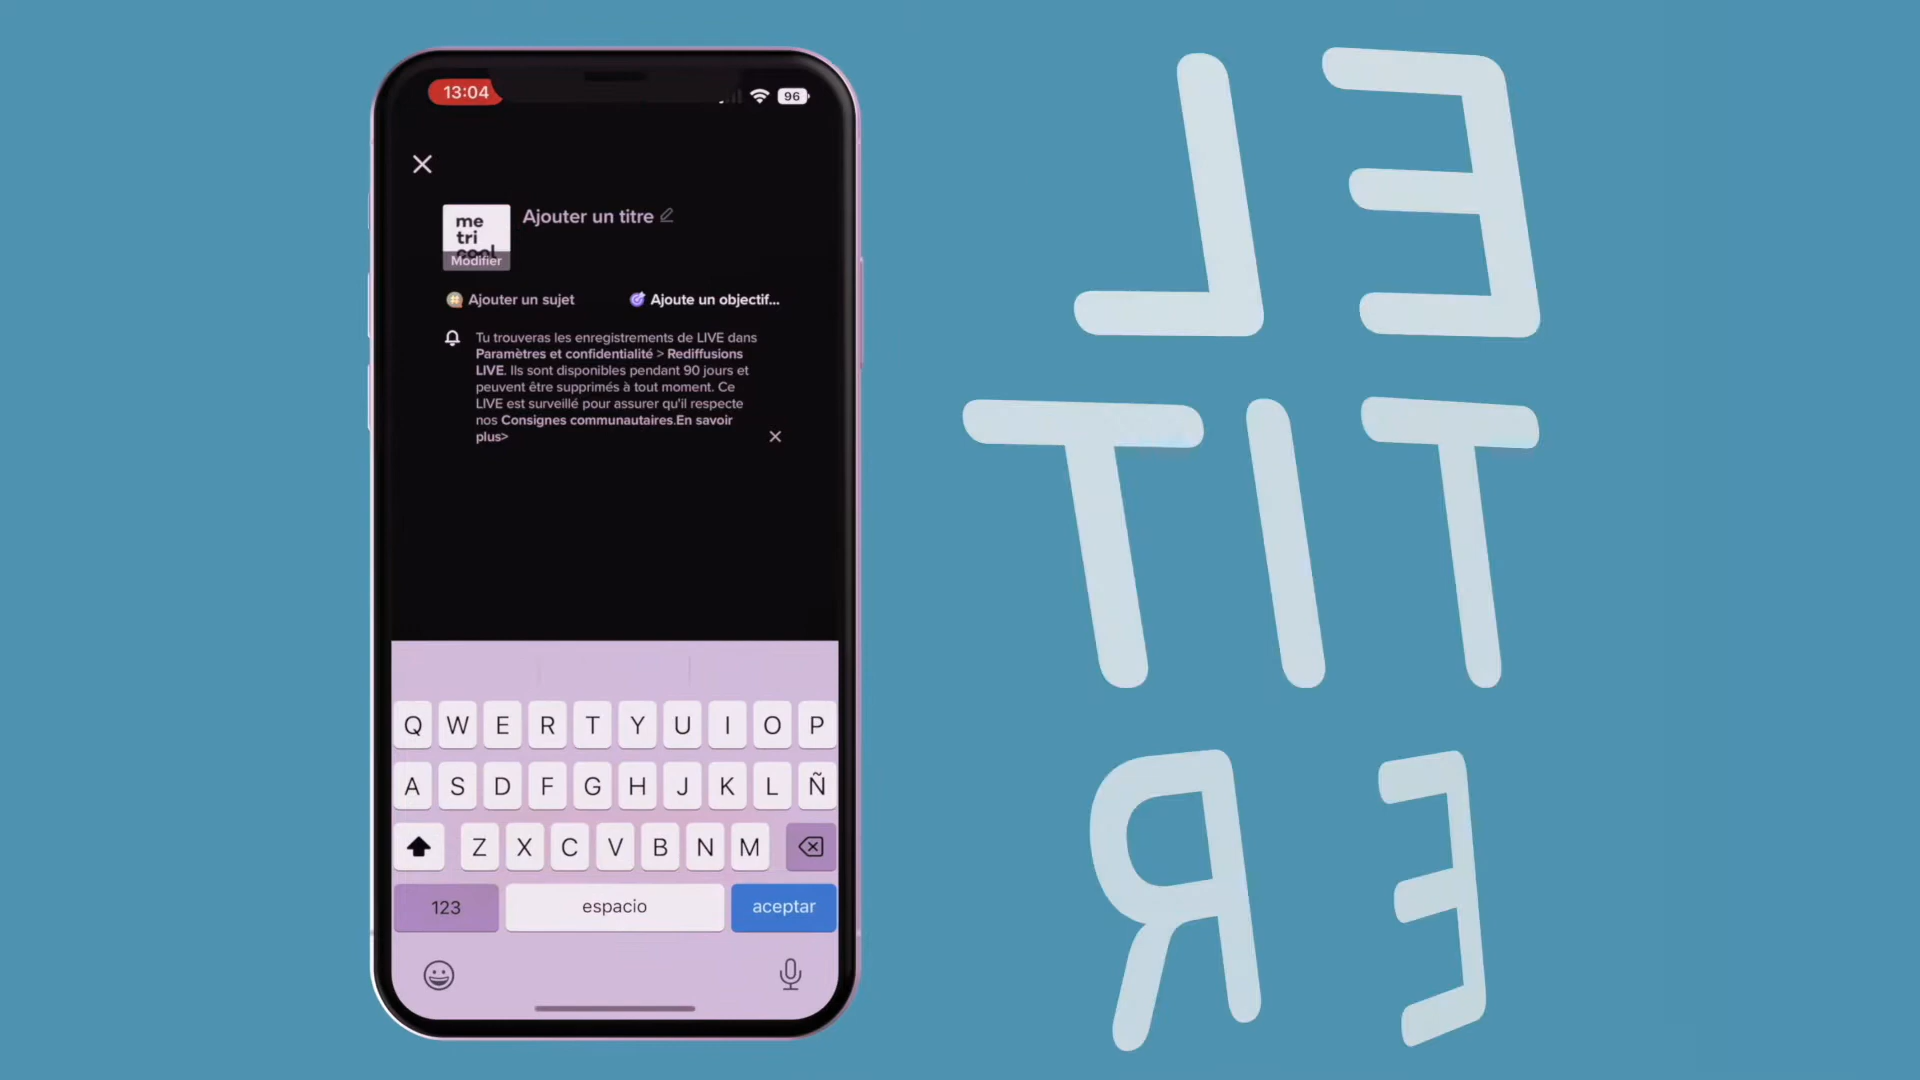 13:04
96
Ajouter un titre
me
tri
cool
Modifier
Ajouter un sujet
Ajoute un objectif...
Tu trouveras les enregistrements de LIVE dans
Paramètres et confidentialité > Rediffusions
LIVE. Ils sont disponibles pendant 90 jours et
peuvent être supprimés à tout moment. Ce
LIVE est surveillé pour assurer qu'il respecte
nos Consignes communautaires.En savoir
plus>
Q W E R T Y U I O P
A S D F G H J K L Ñ
Z X C V B N M
123 espacio aceptar
LE
TIT
RE